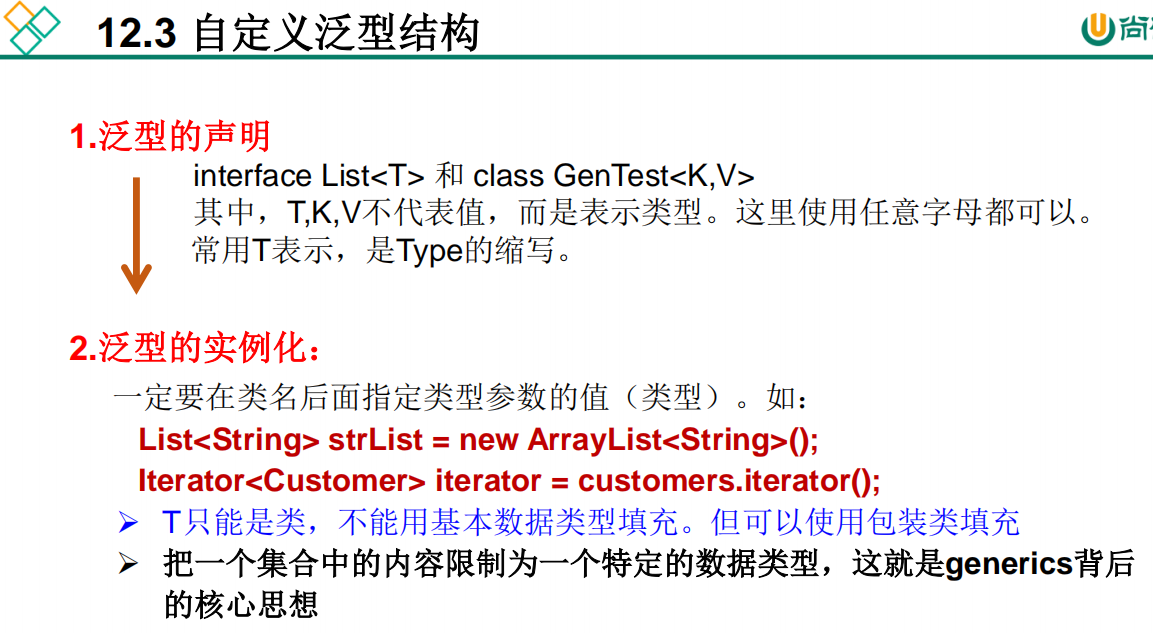 12.3 自定义泛型结构
尚
1.泛型的声明
interface List<T> 和 class GenTest<K,V>
其中，T,K,V不代表值，而是表示类型。这里使用任意字母都可以。
常用T表示，是Type的缩写。
2.泛型的实例化：
一定要在类名后面指定类型参数的值（类型）。如：
List<String> strList = new ArrayList<String>();
Iterator<Customer> iterator = customers.iterator();
➢ T只能是类，不能用基本数据类型填充。但可以使用包装类填充
➢ 把一个集合中的内容限制为一个特定的数据类型，这就是generics背后
的核心思想